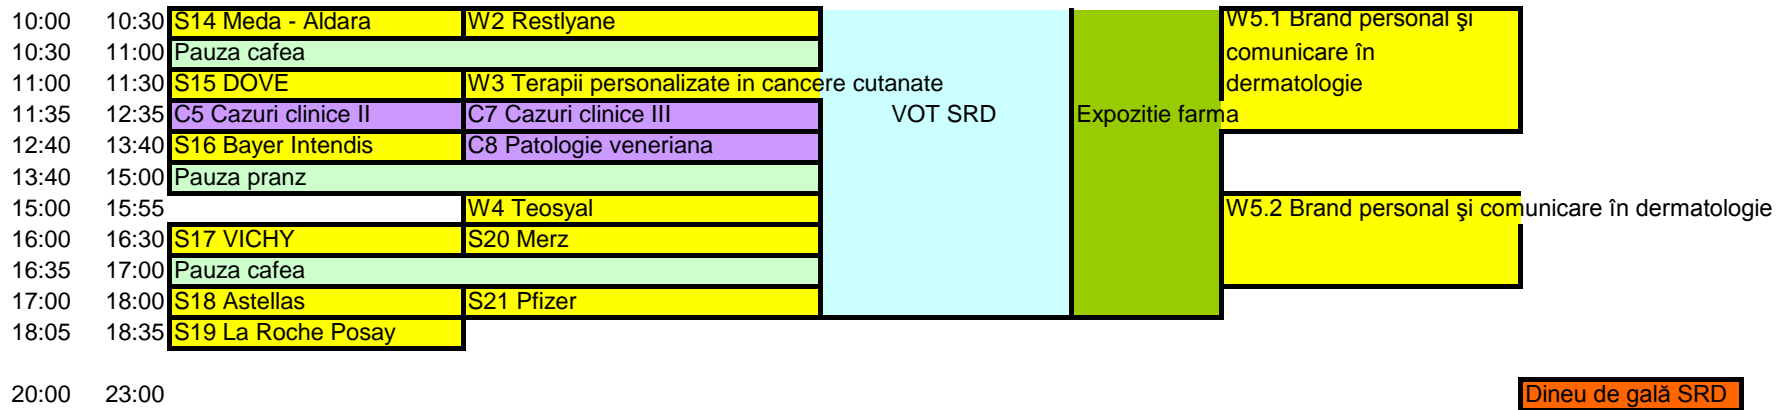 10:00 10:30 S14 Meda - Aldara W2 Restlyane W5.1 Brand personal şi
10:30 11:00 Pauza cafea comunicare în
11:00 11:30 S15 DOVE W3 Terapii personalizate in cancere cutanate dermatologie
11:35 12:35 C5 Cazuri clinice II C7 Cazuri clinice III VOT SRD Expozitie farma
12:40 13:40 S16 Bayer Intendis C8 Patologie veneriana
13:40 15:00 Pauza pranz
15:00 15:55 W4 Teosyal W5.2 Brand personal şi comunicare în dermatologie
16:00 16:30 S17 VICHY S20 Merz
16:35 17:00 Pauza cafea
17:00 18:00 S18 Astellas S21 Pfizer
18:05 18:35 S19 La Roche Posay
20:00 23:00 Dineu de gală SRD